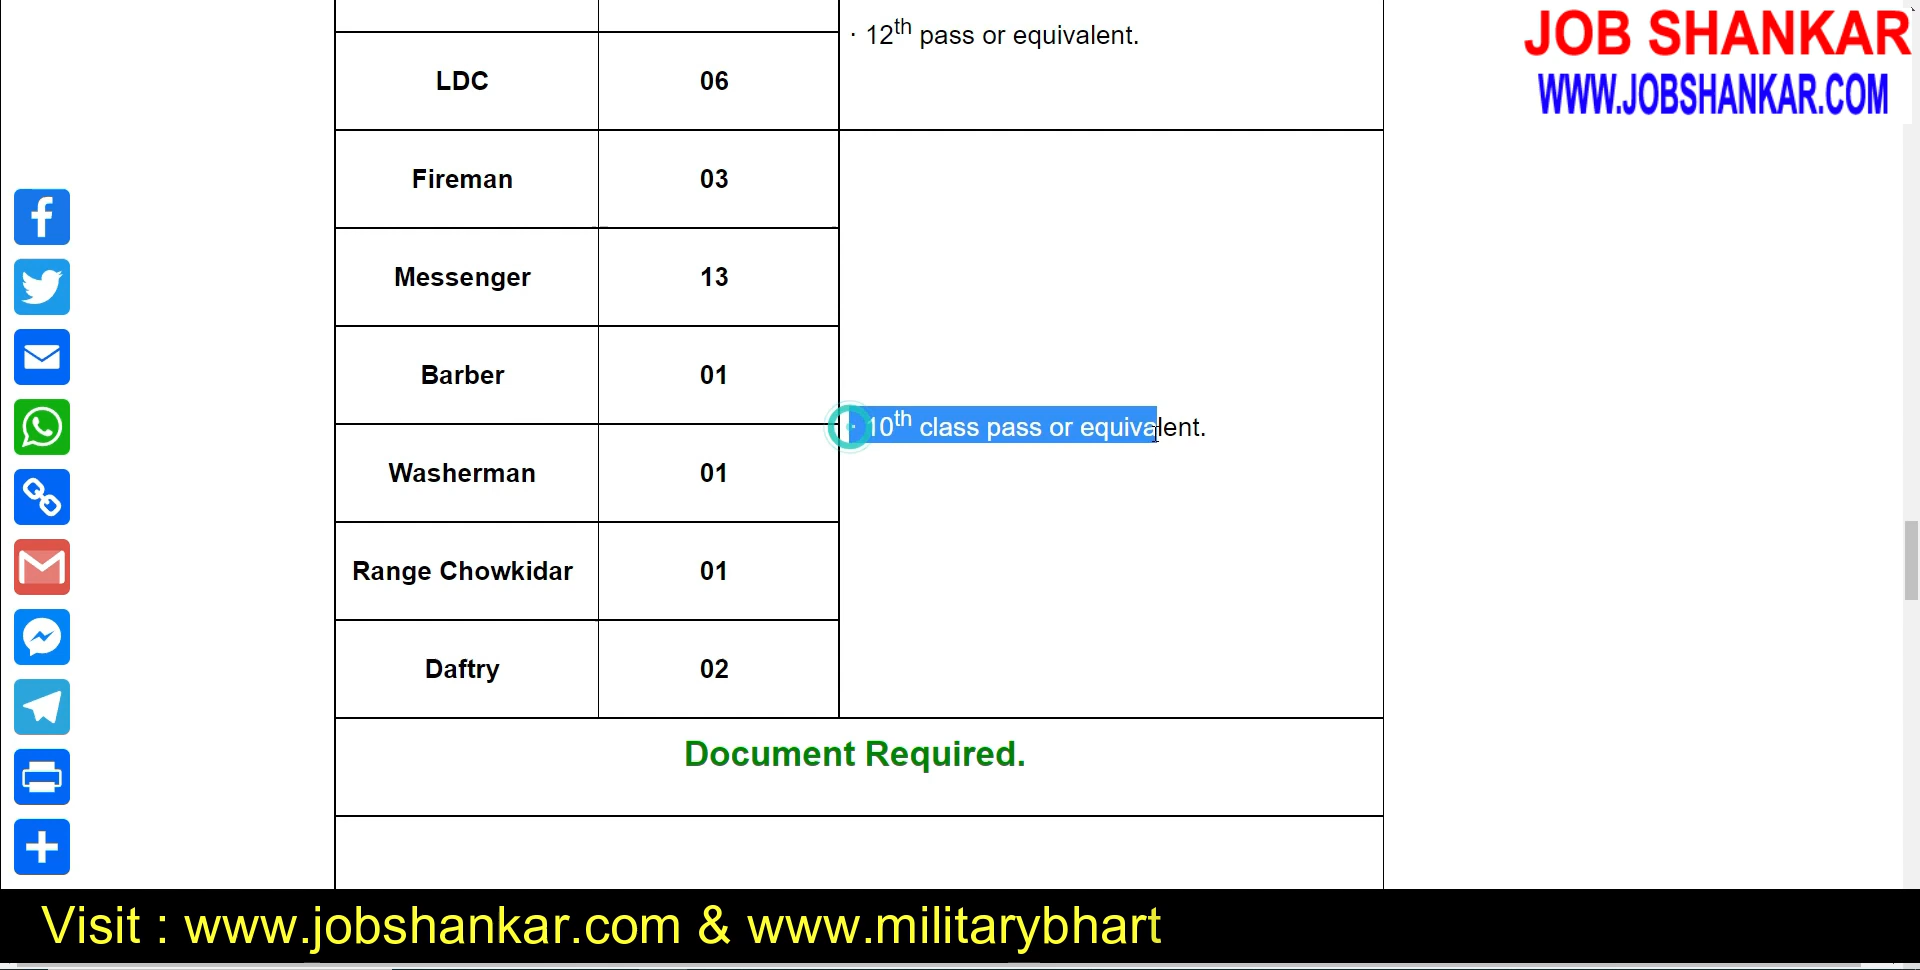 JOB SHANKAR
WWW.JOBSHANKAR.COM
· 12th pass or equivalent.
LDC 06
Fireman 03
Messenger 13
Barber 01
· 10th class pass or equivalent.
Washerman 01
Range Chowkidar 01
Daftry 02
Document Required.
Visit : www.jobshankar.com & www.militarybhart